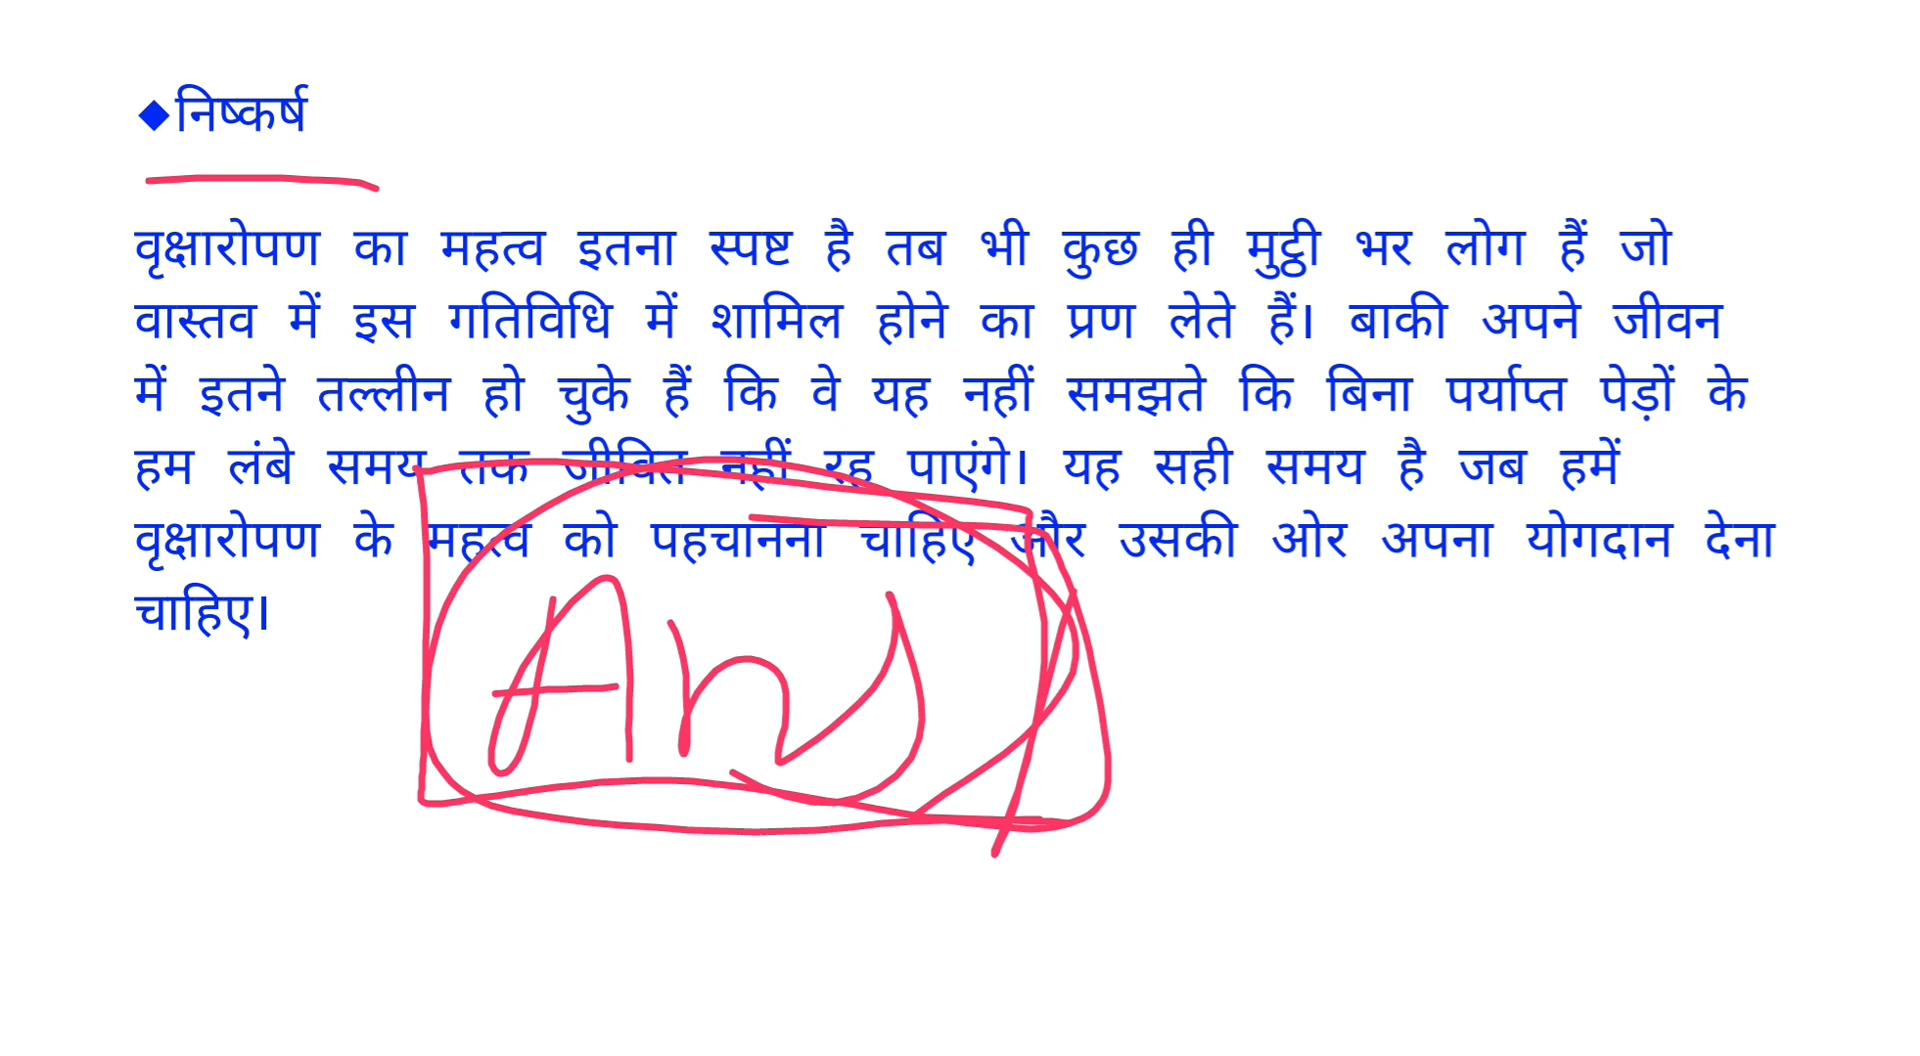 ◆निष्कर्ष
वृक्षारोपण का महत्व इतना स्पष्ट है तब भी कुछ ही मुट्ठी भर लोग हैं जो
वास्तव में इस गतिविधि में शामिल होने का प्रण लेते हैं। बाकी अपने जीवन
में इतने तल्लीन हो चुके हैं कि वे यह नहीं समझते कि बिना पर्याप्त पेड़ों के
हम लंबे समय तक जीवित नहीं रह पाएंगे। यह सही समय है जब हमें
वृक्षारोपण के महत्व को पहचानना चाहिए और उसकी ओर अपना योगदान देना
चाहिए।
Ans